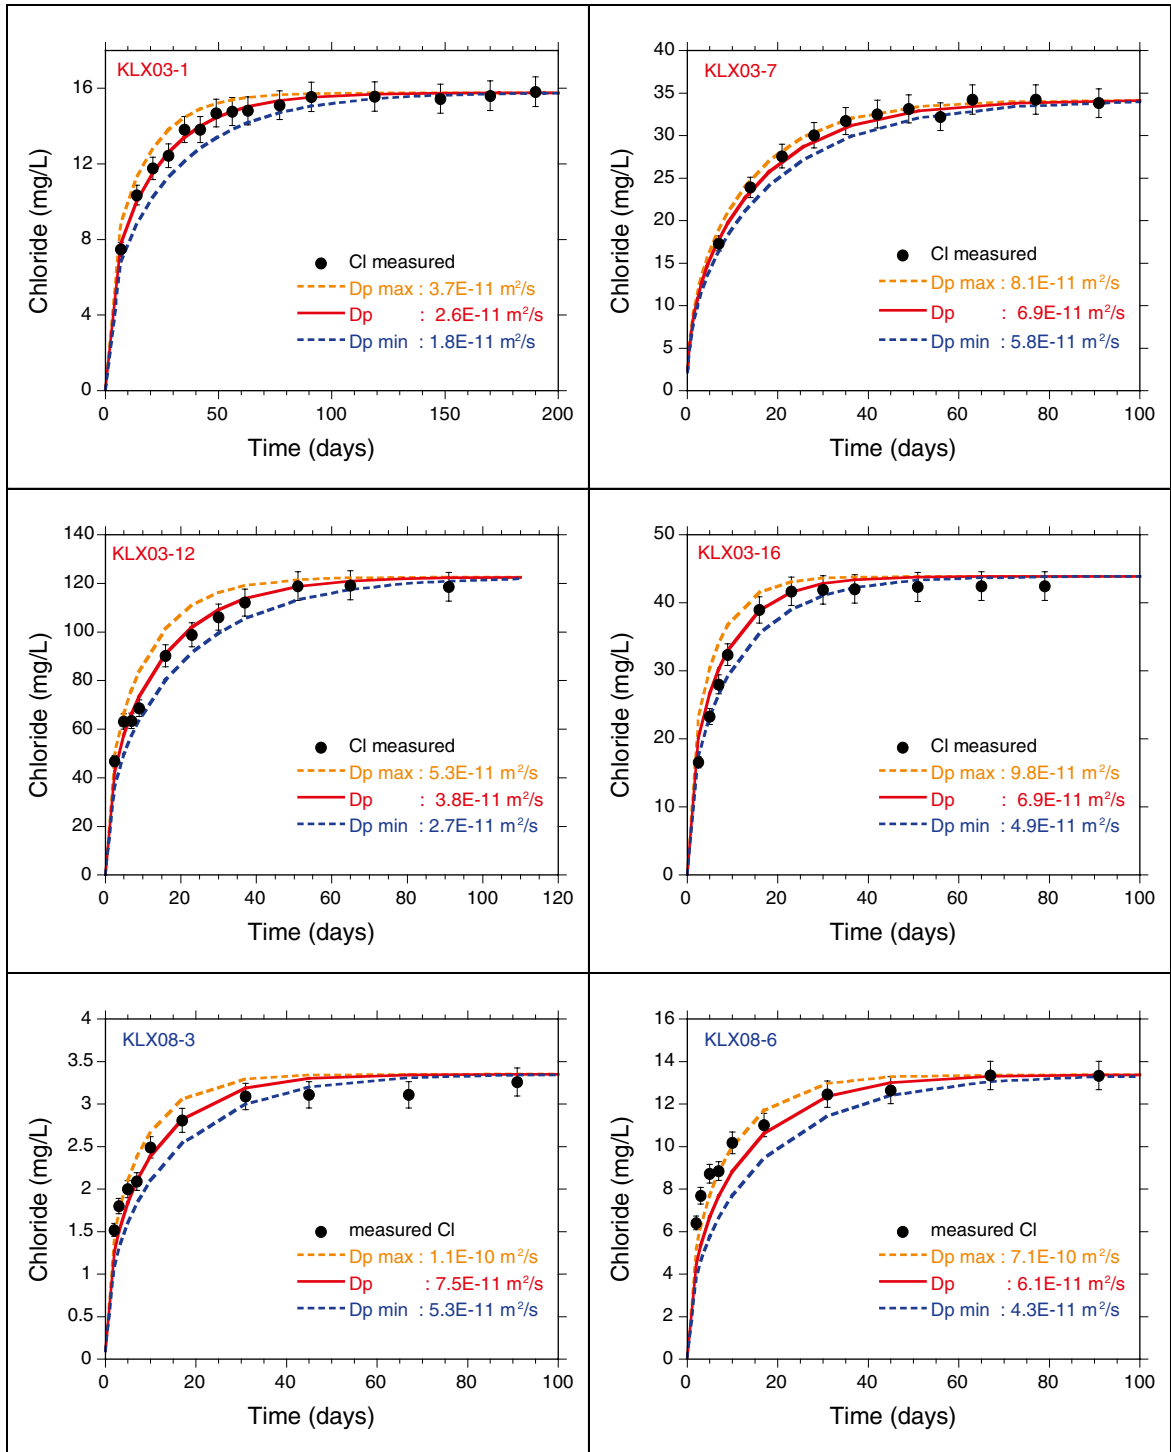 KLX03-1
16
12
8
4
0
Chloride (mg/L)
Cl measured
Dp max : 3.7E-11 m²/s
Dp : 2.6E-11 m²/s
Dp min : 1.8E-11 m²/s
50 100 150 200
Time (days)
KLX03-7
40
35
30
25
20
15
10
5
0
Chloride (mg/L)
Cl measured
Dp max : 8.1E-11 m²/s
Dp : 6.9E-11 m²/s
Dp min : 5.8E-11 m²/s
0 20 40 60 80 100
Time (days)
KLX03-12
140
120
100
80
60
40
20
0
Chloride (mg/L)
Cl measured
Dp max : 5.3E-11 m²/s
Dp : 3.8E-11 m²/s
Dp min : 2.7E-11 m²/s
0 20 40 60 80 100 120
Time (days)
KLX03-16
50
40
30
20
10
0
Chloride (mg/L)
Cl measured
Dp max : 9.8E-11 m²/s
Dp : 6.9E-11 m²/s
Dp min : 4.9E-11 m²/s
0 20 40 60 80 100
Time (days)
KLX08-3
4
3.5
3
2.5
2
1.5
1
0.5
0
Chloride (mg/L)
measured Cl
Dp max : 1.1E-10 m²/s
Dp : 7.5E-11 m²/s
Dp min : 5.3E-11 m²/s
0 20 40 60 80 100
Time (days)
KLX08-6
16
14
12
10
8
6
4
2
0
Chloride (mg/L)
measured Cl
Dp max : 7.1E-10 m²/s
Dp : 6.1E-11 m²/s
Dp min : 4.3E-11 m²/s
0 20 40 60 80 100
Time (days)